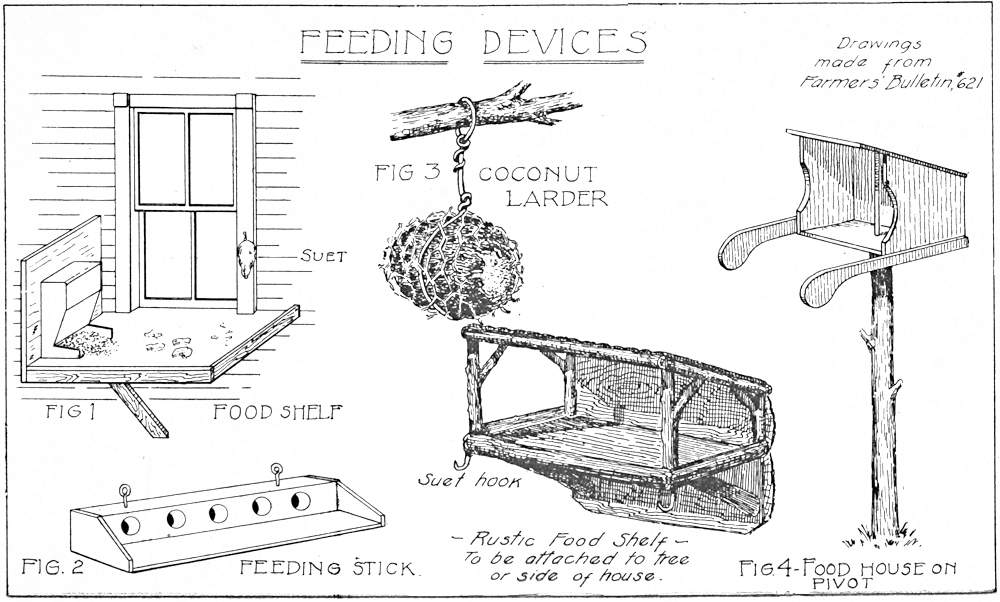 FEEDING DEVICES
Drawings
made from
Farmers' Bulletin, #621
FIG 3 COCONUT
LARDER
SUET
FIG 1 FOOD SHELF
Suet hook
FIG. 2 FEEDING STICK.
- Rustic Food Shelf -
To be attached to tree
or side of house.
FIG. 4-FOOD HOUSE ON
PIVOT